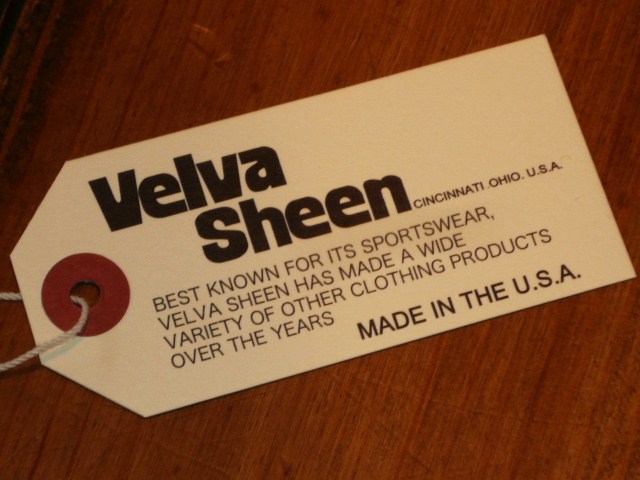 Velva
Sheen CINCINNATI .OHIO. U.S.A.
BEST KNOWN FOR ITS SPORTSWEAR,
VELVA SHEEN HAS MADE A WIDE
VARIETY OF OTHER CLOTHING PRODUCTS
OVER THE YEARS
MADE IN THE U.S.A.